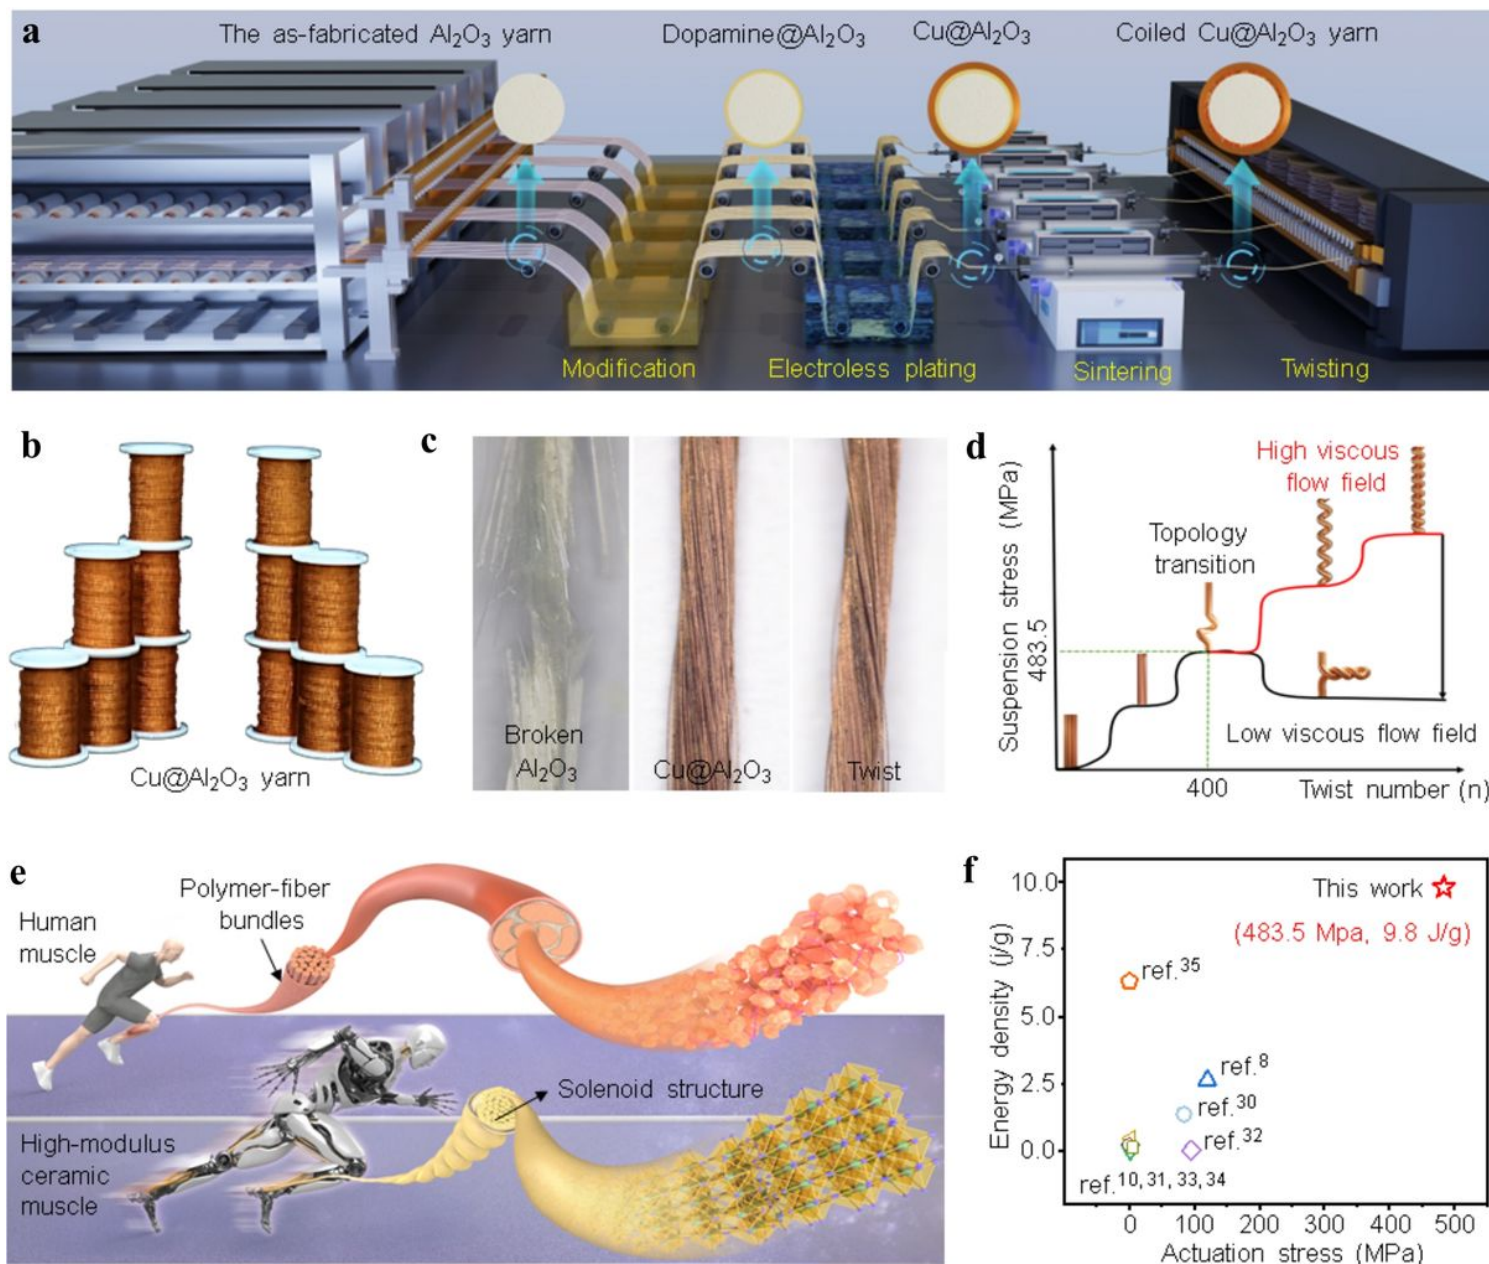 a
The as-fabricated Al₂O₃ yarn
Dopamine@Al₂O₃
Cu@Al₂O₃
Coiled Cu@Al₂O₃ yarn
Modification
Electroless plating
Sintering
Twisting
b
Cu@Al₂O₃ yarn
c
Broken
Al₂O₃
Cu@Al₂O₃
Twist
d
Suspension stress (MPa)
483.5
High viscous
flow field
Topology
transition
Low viscous flow field
400
Twist number (n)
e
Human
muscle
Polymer-fiber
bundles
Solenoid structure
High-modulus
ceramic
muscle
f
Energy density (j/g)
10.0
7.5
5.0
2.5
0.0
This work
(483.5 Mpa, 9.8 J/g)
ref.³⁵
ref.⁸
ref.³⁰
ref.³²
ref.¹⁰,³¹,³³,³⁴
0
100
200
300
400
500
Actuation stress (MPa)